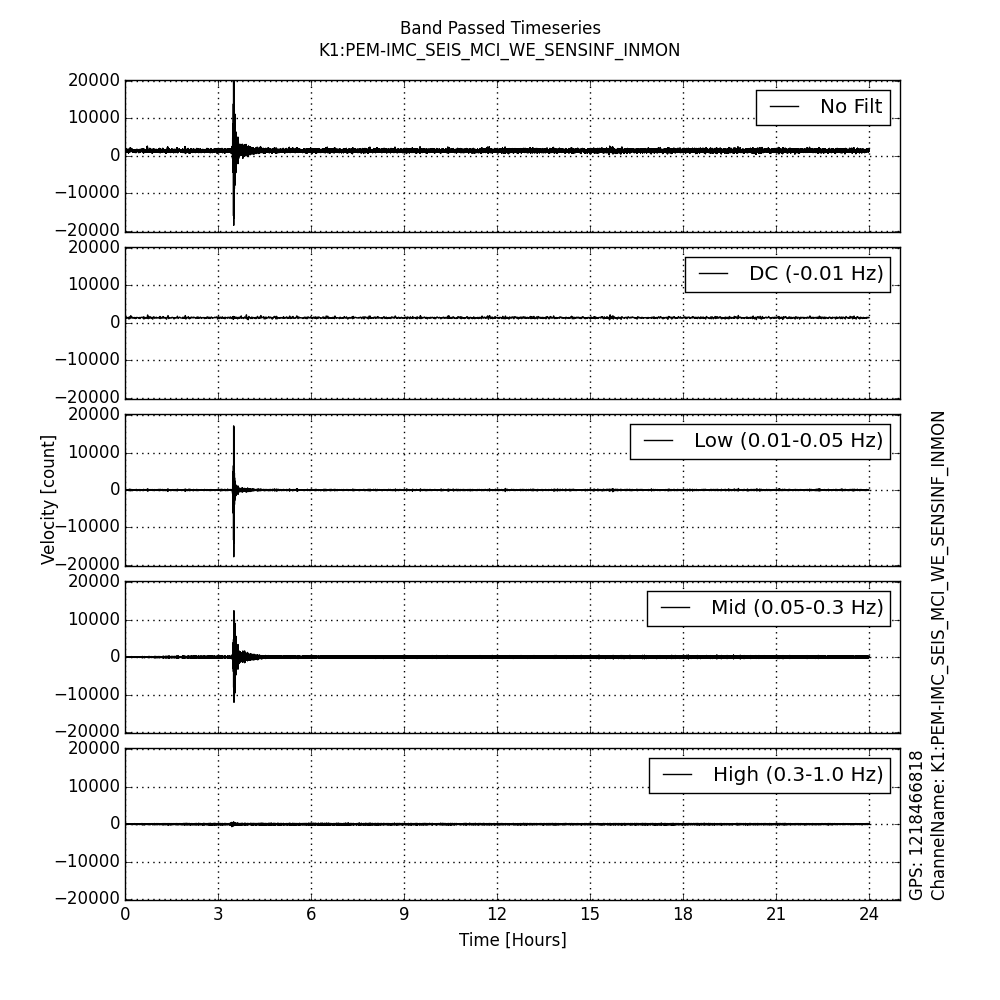 Band Passed Timeseries
K1:PEM-IMC_SEIS_MCI_WE_SENSINF_INMON
20000
10000
0
−10000
−20000
No Filt
20000
10000
0
−10000
−20000
DC (-0.01 Hz)
20000
10000
0
−10000
−20000
Low (0.01-0.05 Hz)
20000
10000
0
−10000
−20000
Mid (0.05-0.3 Hz)
20000
10000
0
−10000
−20000
High (0.3-1.0 Hz)
0 3 6 9 12 15 18 21 24
Time [Hours]
Velocity [count]
GPS: 1218466818
ChannelName: K1:PEM-IMC_SEIS_MCI_WE_SENSINF_INMON